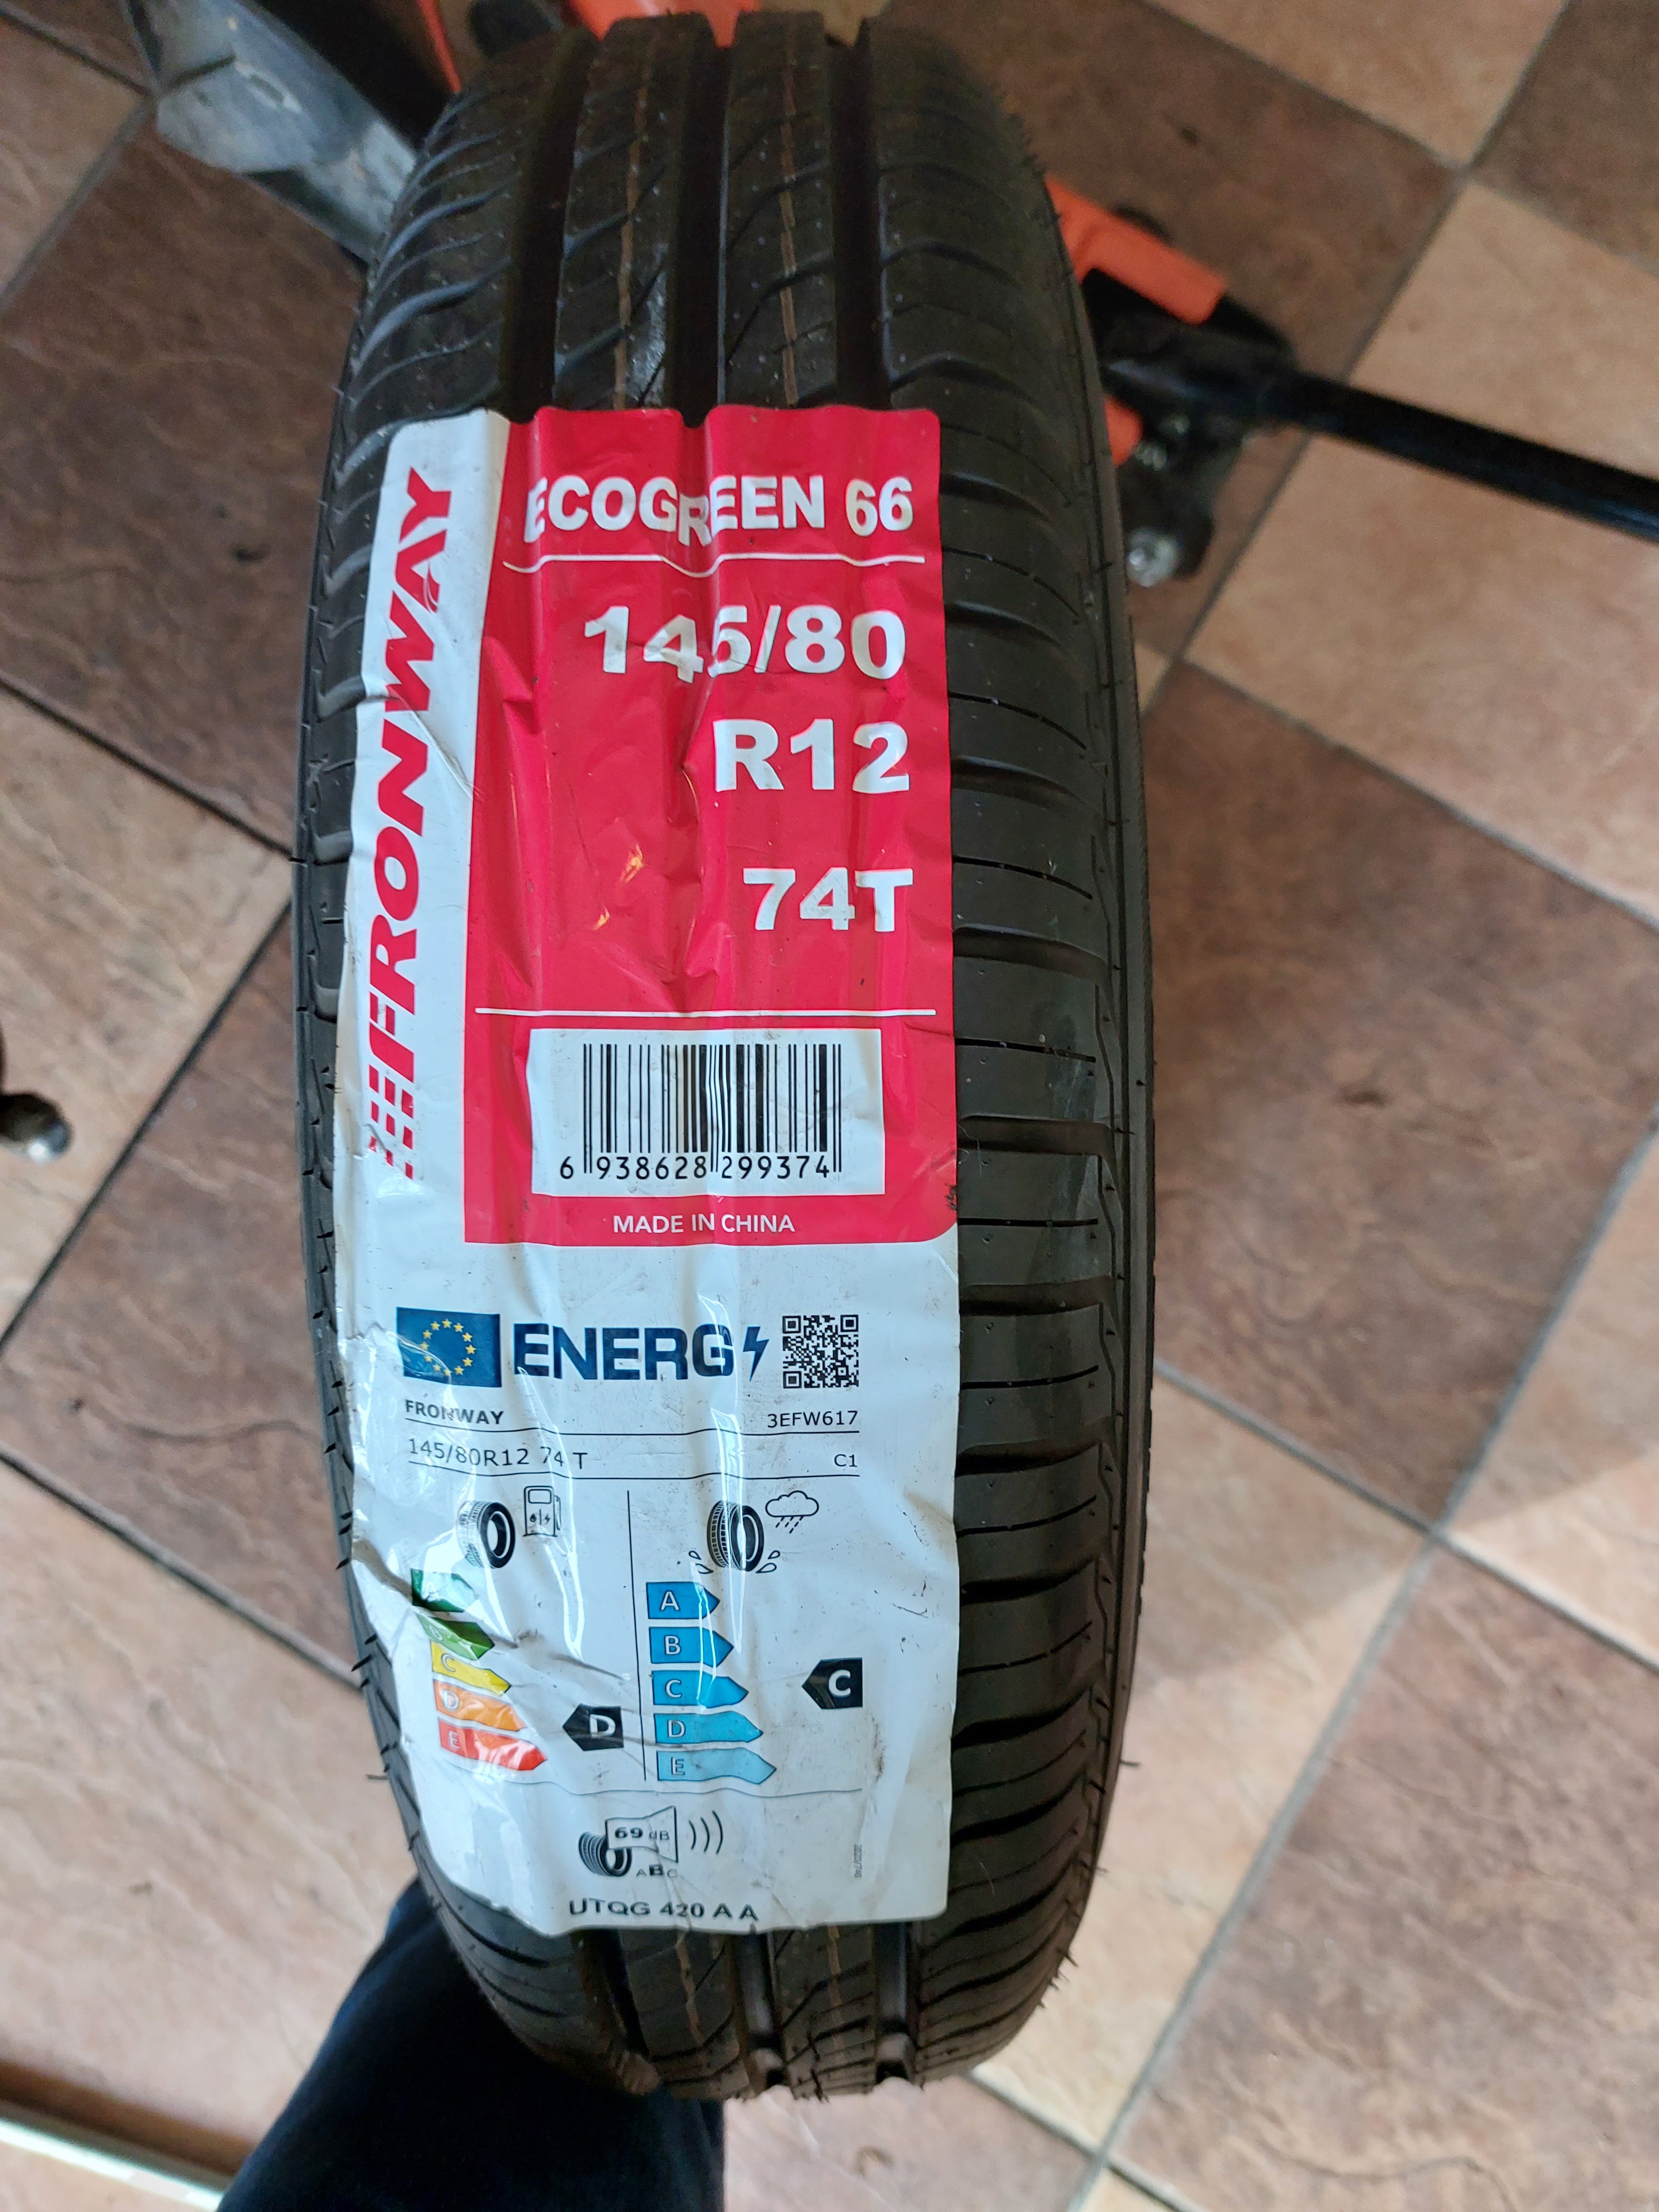 FRONWAY
ECOGREEN 66
145/80
R12
74T
6 938628 299374
MADE IN CHINA
ENERG
FRONWAY 3EFW617
145/80R12 74 T C1
A
B
C
D
E
C
D
E
D
C
69 dB
ABC
UTQG 420 A A